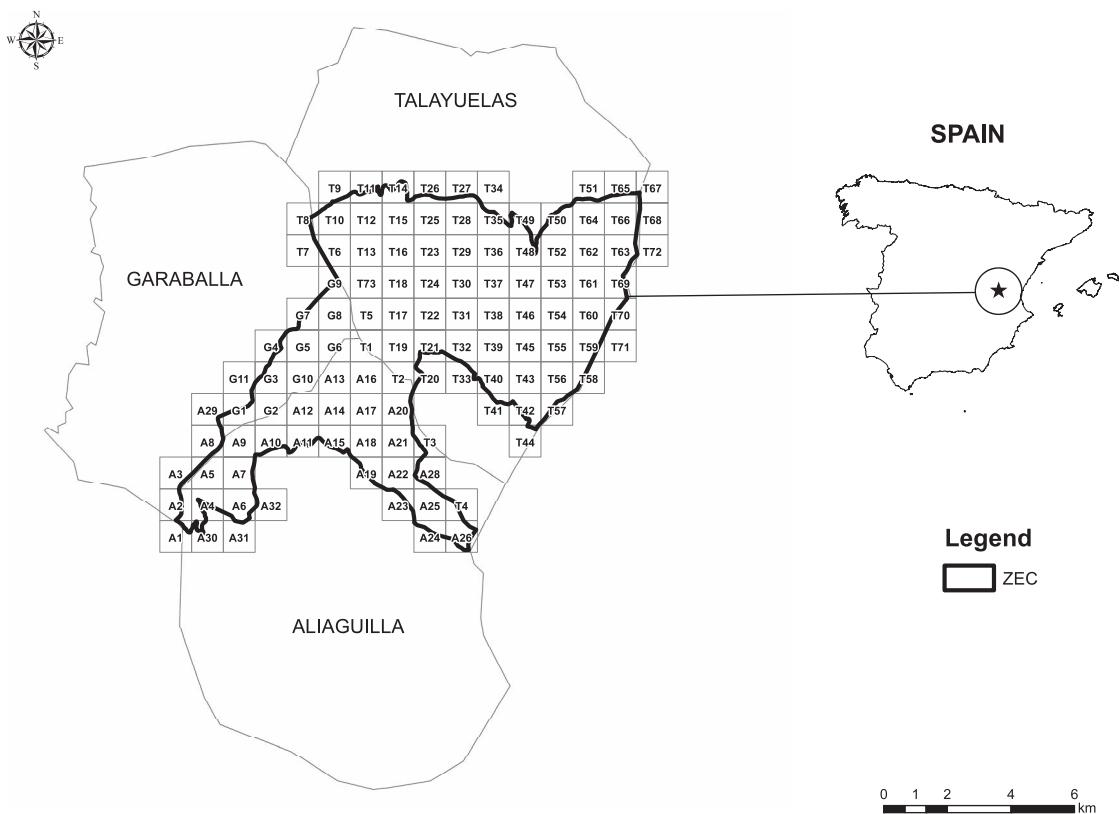 N
W E
S
TALAYUELAS
SPAIN
T9 T11 T14 T26 T27 T34 T51 T65 T67
T8 T10 T12 T15 T25 T28 T35 T49 T50 T64 T66 T68
T7 T6 T13 T16 T23 T29 T36 T48 T52 T62 T63 T72
GARABALLA
G9 T73 T18 T24 T30 T37 T47 T53 T61 T69
G7 G8 T5 T17 T22 T31 T38 T46 T54 T60 T70
G4 G5 G6 T1 T19 T21 T32 T39 T45 T55 T59 T71
G11 G3 G10 A13 A16 T2 T20 T33 T40 T43 T56 T58
A29 G1 G2 A12 A14 A17 A20 T41 T42 T57
A8 A9 A10 A11 A15 A18 A21 T3 T44
A3 A5 A7 A19 A22 A28
A2 A4 A6 A32 A23 A25 T4
A1 A30 A31 A24 A26
Legend
ZEC
ALIAGUILLA
0 1 2 4 6
km